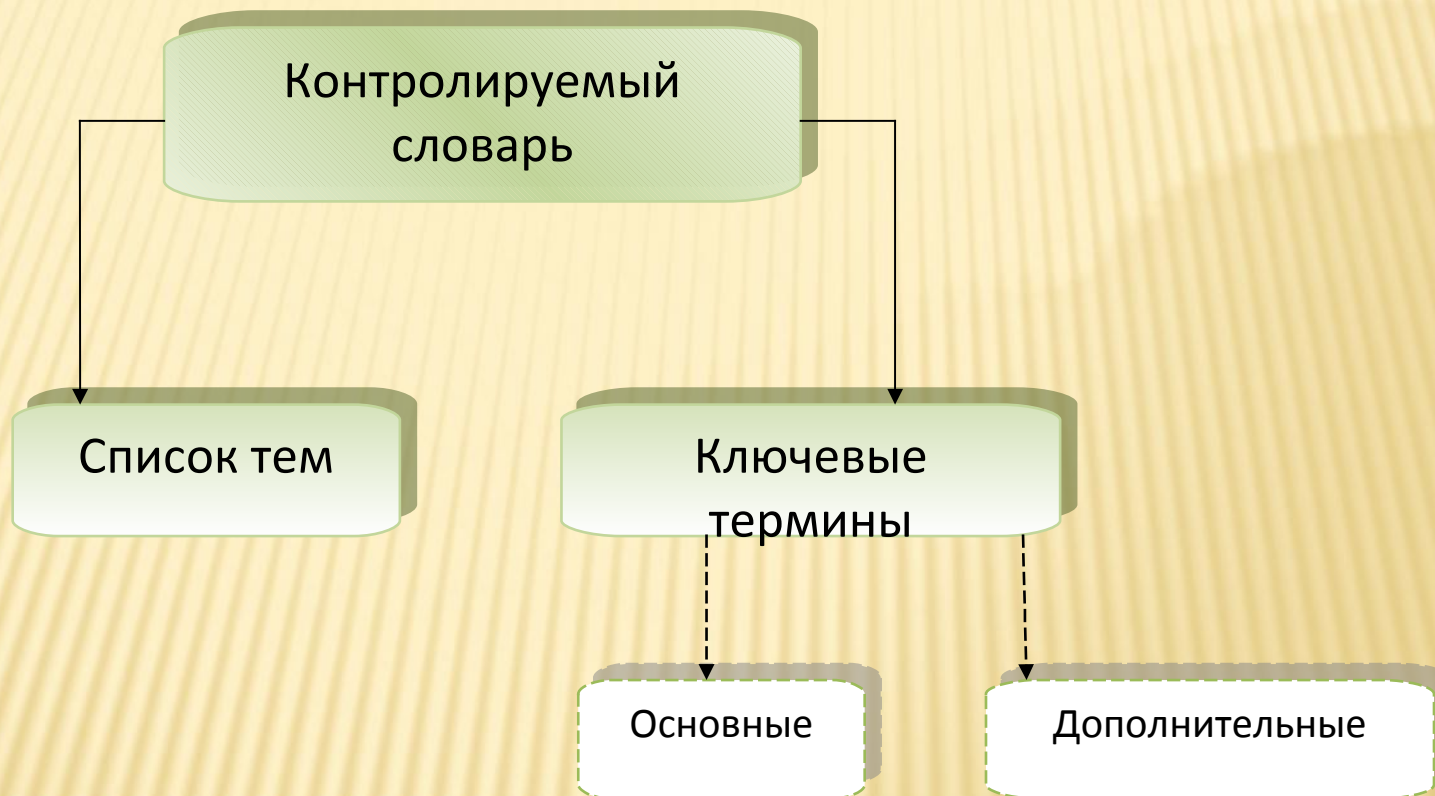 Контролируемый
словарь
Список тем
Ключевые
термины
Основные
Дополнительные